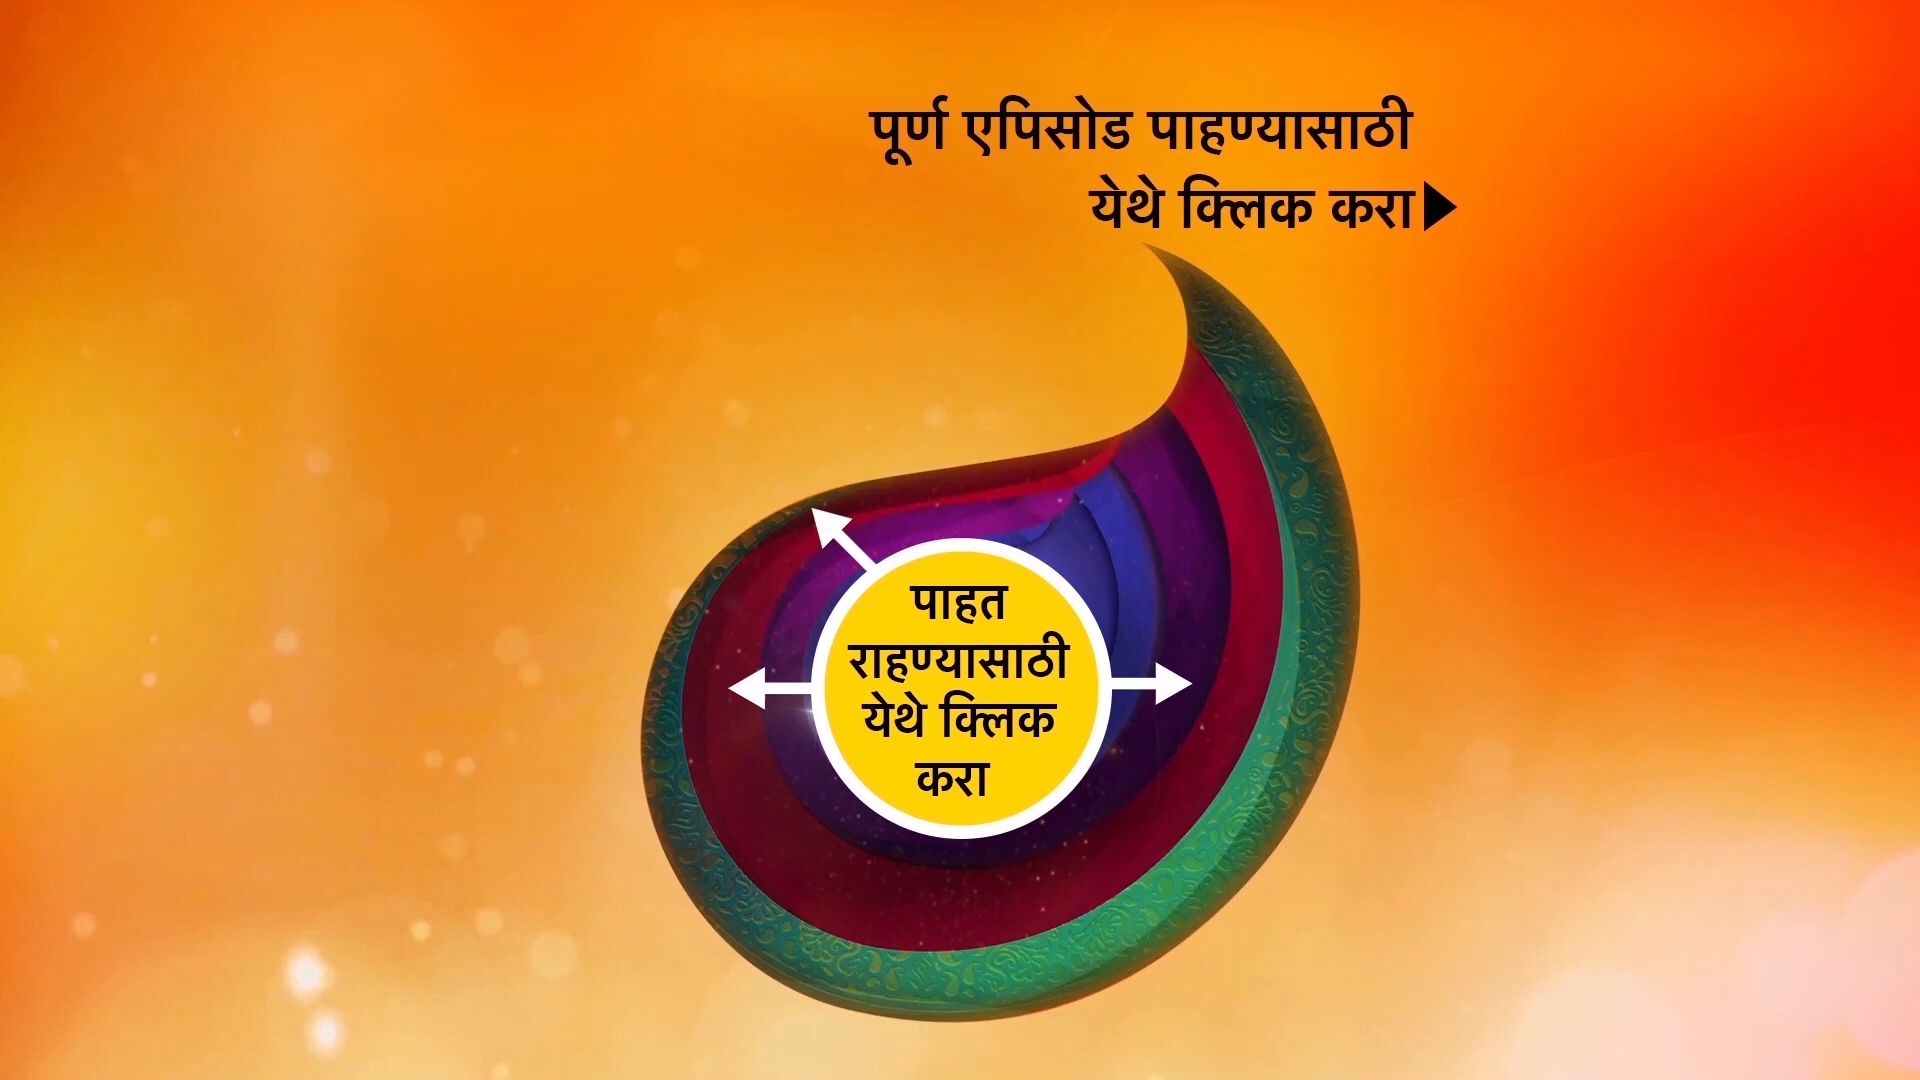 पूर्ण एपिसोड पाहण्यासाठी
येथे क्लिक करा
पाहत
राहण्यासाठी
येथे क्लिक
करा